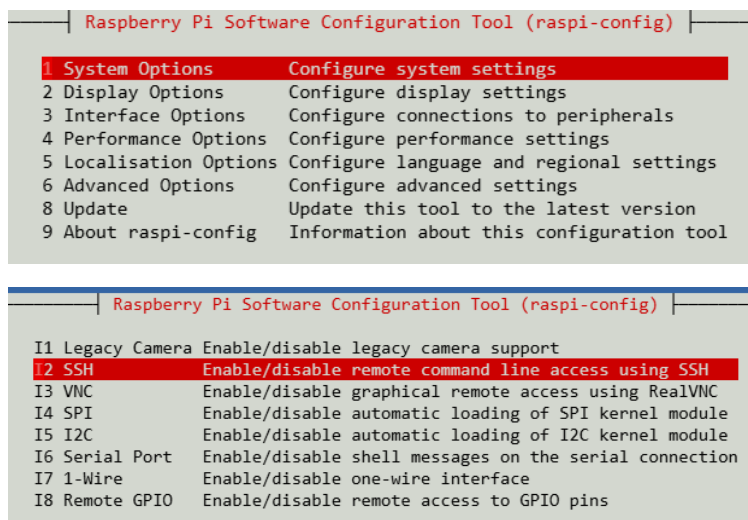 Raspberry Pi Software Configuration Tool (raspi-config)
1 System Options Configure system settings
2 Display Options Configure display settings
3 Interface Options Configure connections to peripherals
4 Performance Options Configure performance settings
5 Localisation Options Configure language and regional settings
6 Advanced Options Configure advanced settings
8 Update Update this tool to the latest version
9 About raspi-config Information about this configuration tool
Raspberry Pi Software Configuration Tool (raspi-config)
I1 Legacy Camera Enable/disable legacy camera support
I2 SSH Enable/disable remote command line access using SSH
I3 VNC Enable/disable graphical remote access using RealVNC
I4 SPI Enable/disable automatic loading of SPI kernel module
I5 I2C Enable/disable automatic loading of I2C kernel module
I6 Serial Port Enable/disable shell messages on the serial connection
I7 1-Wire Enable/disable one-wire interface
I8 Remote GPIO Enable/disable remote access to GPIO pins